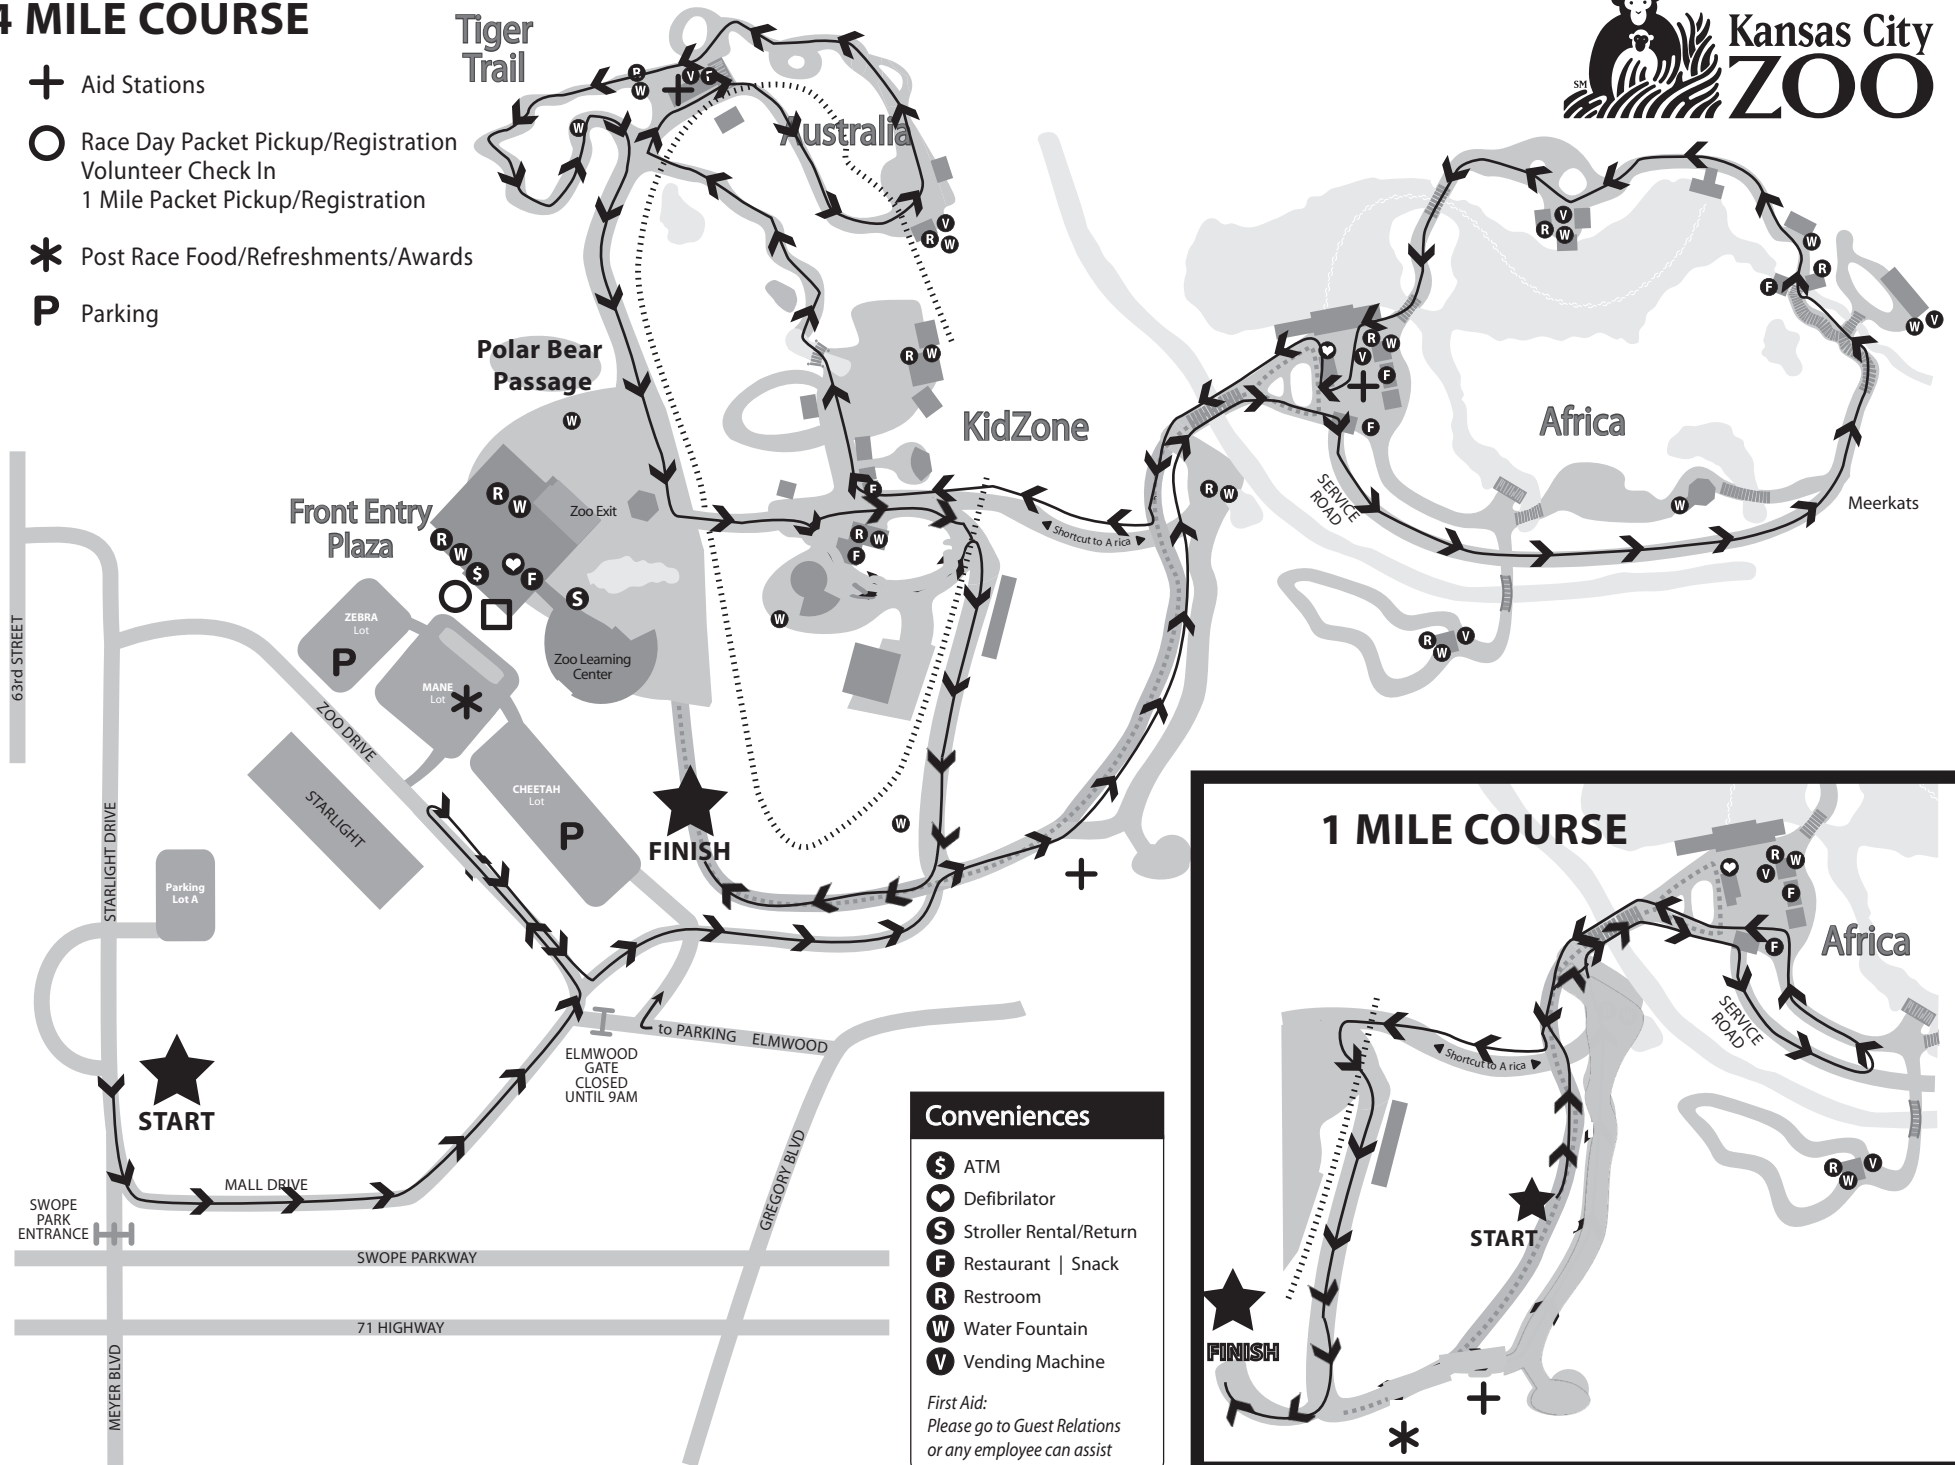 4 MILE COURSE
Aid Stations
Race Day Packet Pickup/Registration
Volunteer Check In
1 Mile Packet Pickup/Registration
Post Race Food/Refreshments/Awards
P Parking
Tiger
Trail
Australia
SM
Kansas City
ZOO
Polar Bear
Passage
KidZone
Africa
Meerkats
SERVICE
ROAD
Shortcut to A rica
Front Entry
Plaza
Zoo Exit
Zoo Learning
Center
ZEBRA
Lot
P
MANE
Lot
CHEETAH
Lot
P
63rd STREET
ZOO DRIVE
STARLIGHT
STARLIGHT DRIVE
Parking
Lot A
FINISH
START
to PARKING ELMWOOD
ELMWOOD
GATE
CLOSED
UNTIL 9AM
MALL DRIVE
SWOPE
PARK
ENTRANCE
SWOPE PARKWAY
71 HIGHWAY
MEYER BLVD
GREGORY BLVD
Conveniences
$ ATM
Defibrilator
S Stroller Rental/Return
F Restaurant | Snack
R Restroom
W Water Fountain
V Vending Machine
First Aid:
Please go to Guest Relations
or any employee can assist
1 MILE COURSE
Africa
SERVICE
ROAD
Shortcut to A rica
START
FINISH